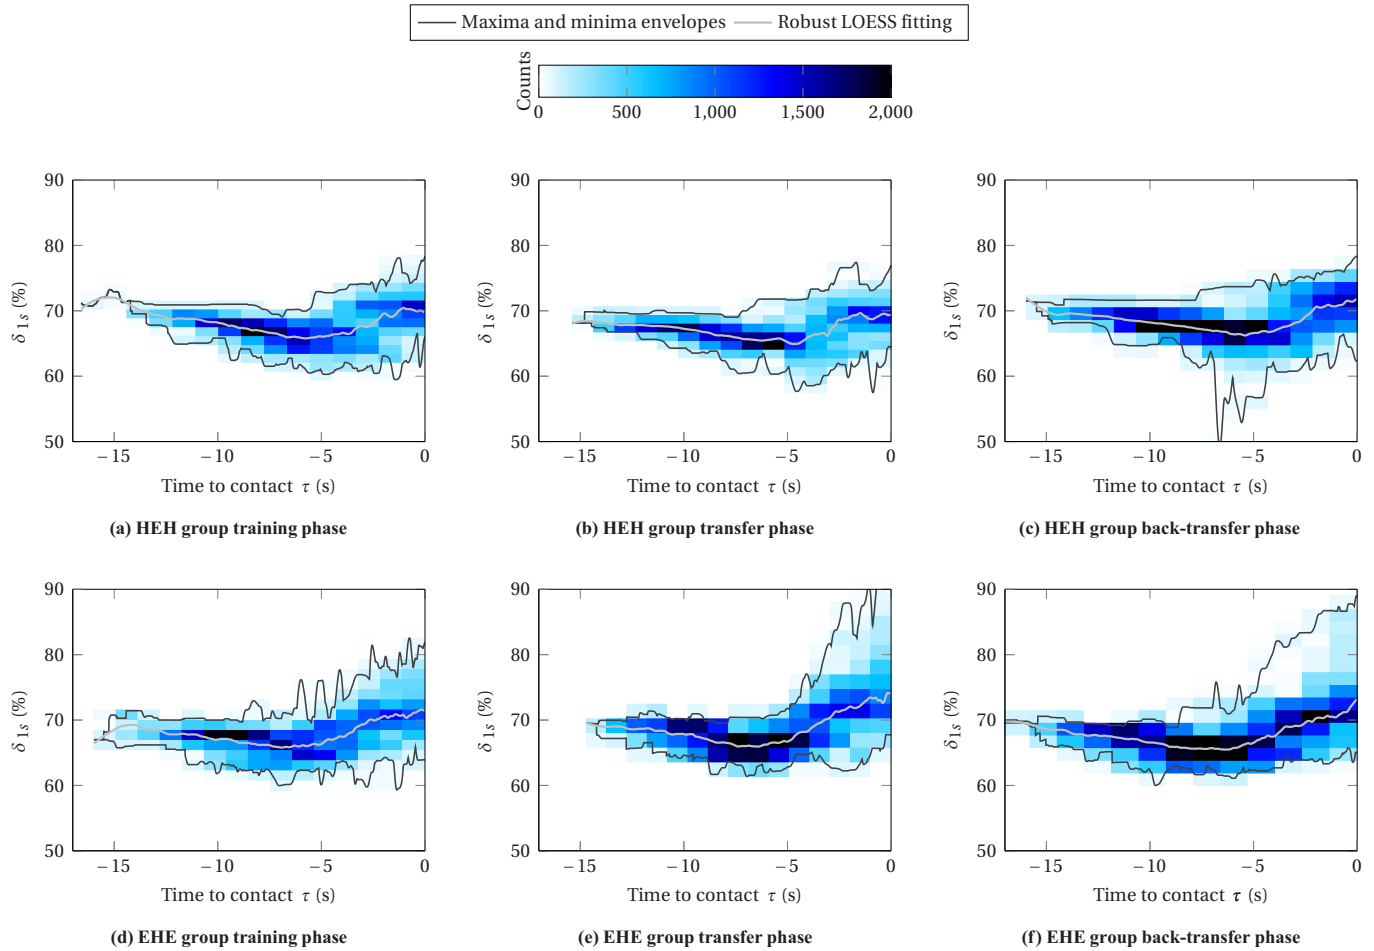 Maxima and minima envelopes Robust LOESS fitting
Counts
0 500 1,000 1,500 2,000
90
80
70
60
50
δ1s (%)
−15 −10 −5 0
Time to contact τ (s)
(a) HEH group training phase
90
80
70
60
50
δ1s (%)
−15 −10 −5 0
Time to contact τ (s)
(b) HEH group transfer phase
90
80
70
60
50
δ1s (%)
−15 −10 −5 0
Time to contact τ (s)
(c) HEH group back-transfer phase
90
80
70
60
50
δ1s (%)
−15 −10 −5 0
Time to contact τ (s)
(d) EHE group training phase
90
80
70
60
50
δ1s (%)
−15 −10 −5 0
Time to contact τ (s)
(e) EHE group transfer phase
90
80
70
60
50
δ1s (%)
−15 −10 −5 0
Time to contact τ (s)
(f) EHE group back-transfer phase